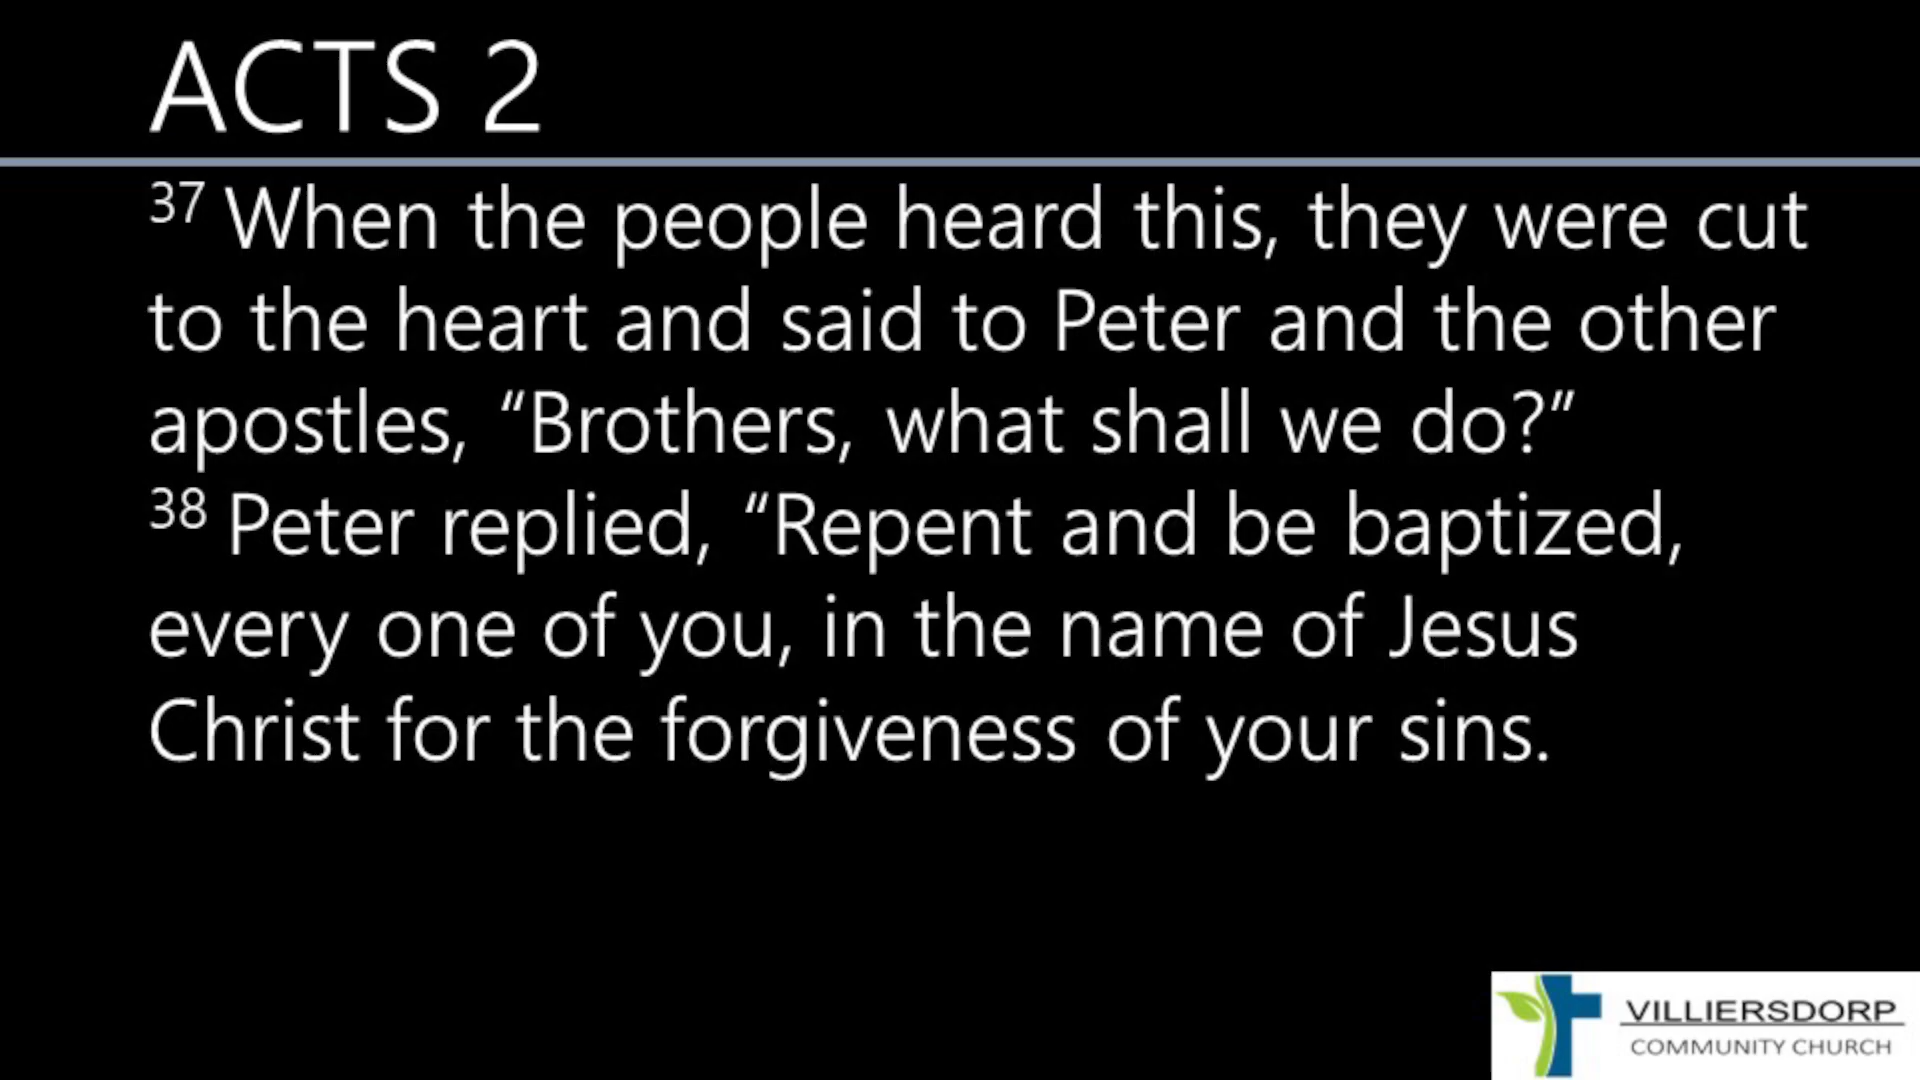 ACTS 2
37 When the people heard this, they were cut
to the heart and said to Peter and the other
apostles, “Brothers, what shall we do?”
38 Peter replied, “Repent and be baptized,
every one of you, in the name of Jesus
Christ for the forgiveness of your sins.
VILLIERSDORP
COMMUNITY CHURCH